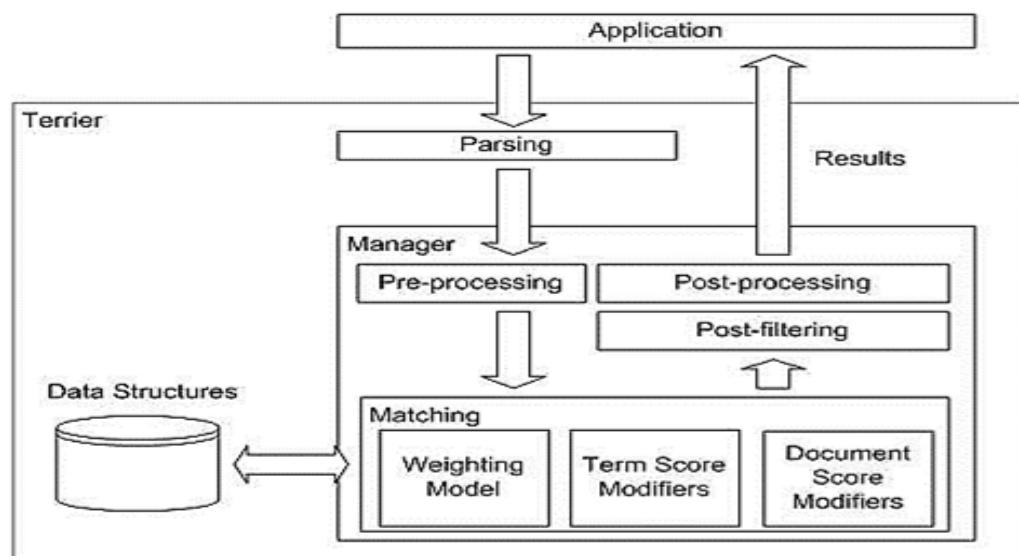 Application
Terrier
Parsing
Results
Manager
Pre-processing
Post-processing
Post-filtering
Data Structures
Matching
Weighting
Model
Term Score
Modifiers
Document
Score
Modifiers